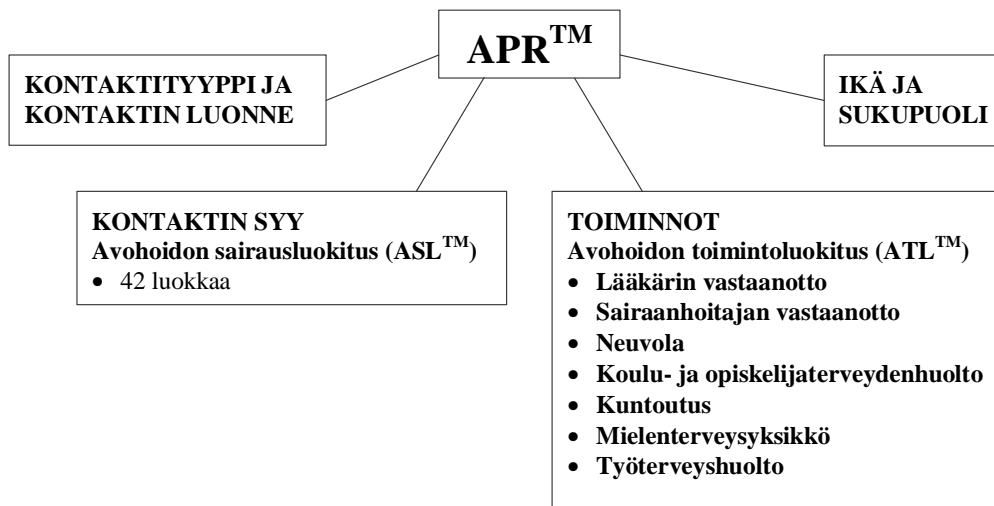 APR™
KONTAKTITYYPPI JA
KONTAKTIN LUONNE
IKÄ JA
SUKUPUOLI
KONTAKTIN SYY
Avohoidon sairausluokitus (ASL™)
• 42 luokkaa
TOIMINNOT
Avohoidon toimintoluokitus (ATL™)
• Lääkärin vastaanotto
• Sairaanhoitajan vastaanotto
• Neuvola
• Koulu- ja opiskelijaterveydenhuolto
• Kuntoutus
• Mielenterveysyksikkö
• Työterveyshuolto